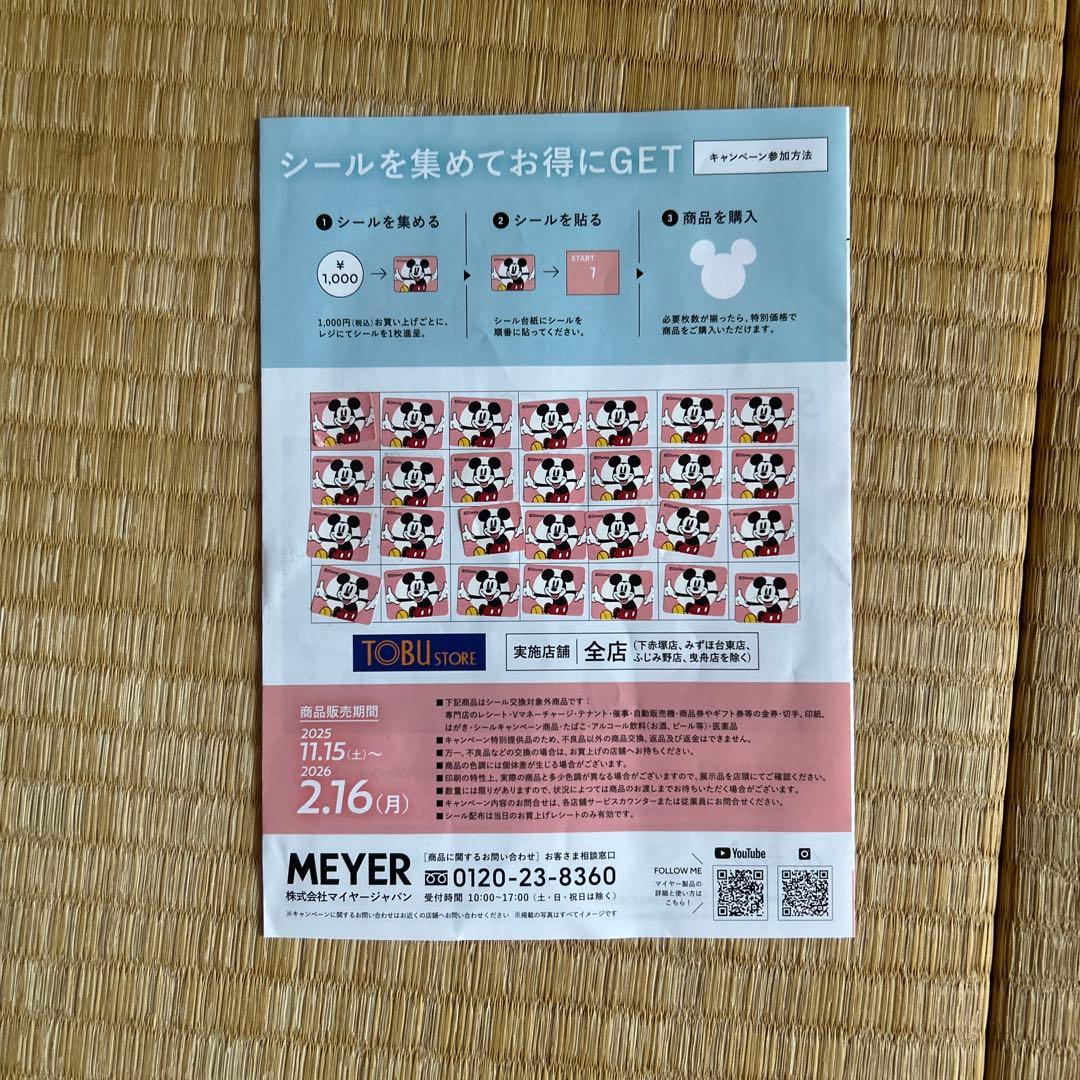 シールを集めてお得にGET
キャンペーン参加方法
1 シールを集める
¥
1,000
1,000円(税込)お買い上げごとに、
レジにてシールを1枚進呈。
2 シールを貼る
START
1
シール台紙にシールを
順番に貼ってください。
3 商品を購入
必要枚数が揃ったら、特別価格で
商品をご購入いただけます。
TOBU STORE
実施店舗 全店 (下赤塚店、みずほ台東店、
ふじみ野店、曳舟店を除く)
商品販売期間
2025
11.15(土)〜
2026
2.16(月)
■下記商品はシール交換対象外商品です：
専門店のレシート・Vマネーチャージ・テナント・催事・自動販売機・商品券やギフト券等の金券・切手、印紙、
はがき・シールキャンペーン商品・たばこ・アルコール飲料(お酒、ビール等)・医薬品
■キャンペーン特別提供品のため、不良品以外の商品交換、返品及び返金はできません。
■万一、不良品などの交換の場合は、お買上げの店舗へお持ちください。
■商品の色調には個体差が生じる場合がございます。
■印刷の特性上、実際の商品と多少色調が異なる場合がございますので、展示品を店頭にてご確認ください。
■数量には限りがありますので、状況によっては商品のお渡しまでお待ちいただく場合がございます。
■キャンペーン内容のお問合せは、各店舗サービスカウンターまたは従業員にお問合せください。
■シール配布は当日のお買上げレシートのみ有効です。
MEYER
株式会社マイヤージャパン
[商品に関するお問い合わせ] お客さま相談窓口
0120-23-8360
受付時間 10:00~17:00 (土・日・祝日は除く)
※キャンペーンに関するお問い合わせはお近くの店舗へお問い合わせください ※掲載の写真はすべてイメージです
FOLLOW ME
マイヤー製品の
詳細と使い方は
こちら！
YouTube